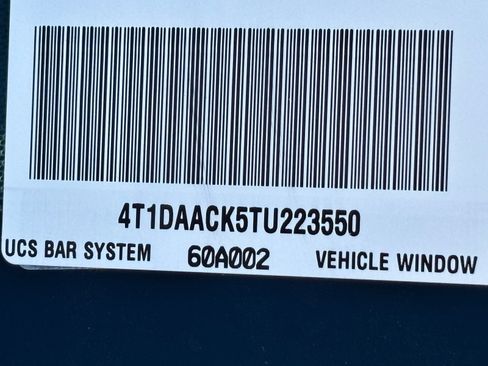 4T1DAACK5TU223550
UCS BAR SYSTEM 60A002 VEHICLE WINDOW